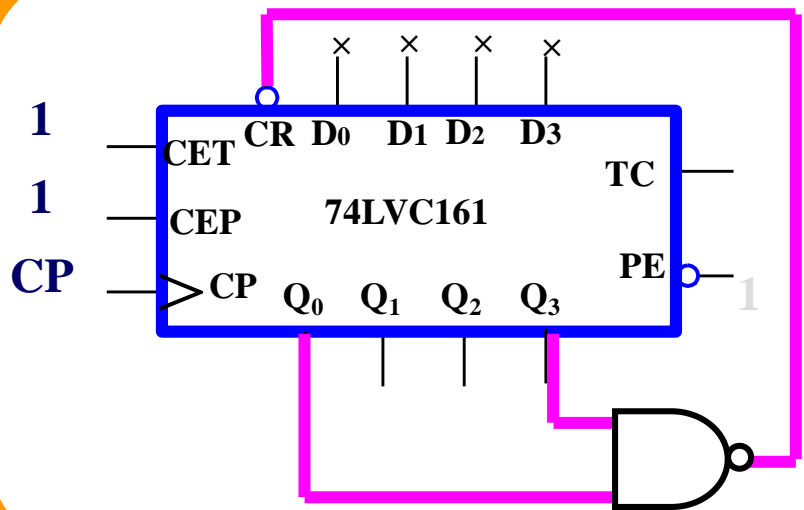 × × × ×
1
CET CR D0 D1 D2 D3
TC
1
CEP 74LVC161
CP
CP
PE
1
Q0 Q1 Q2 Q3